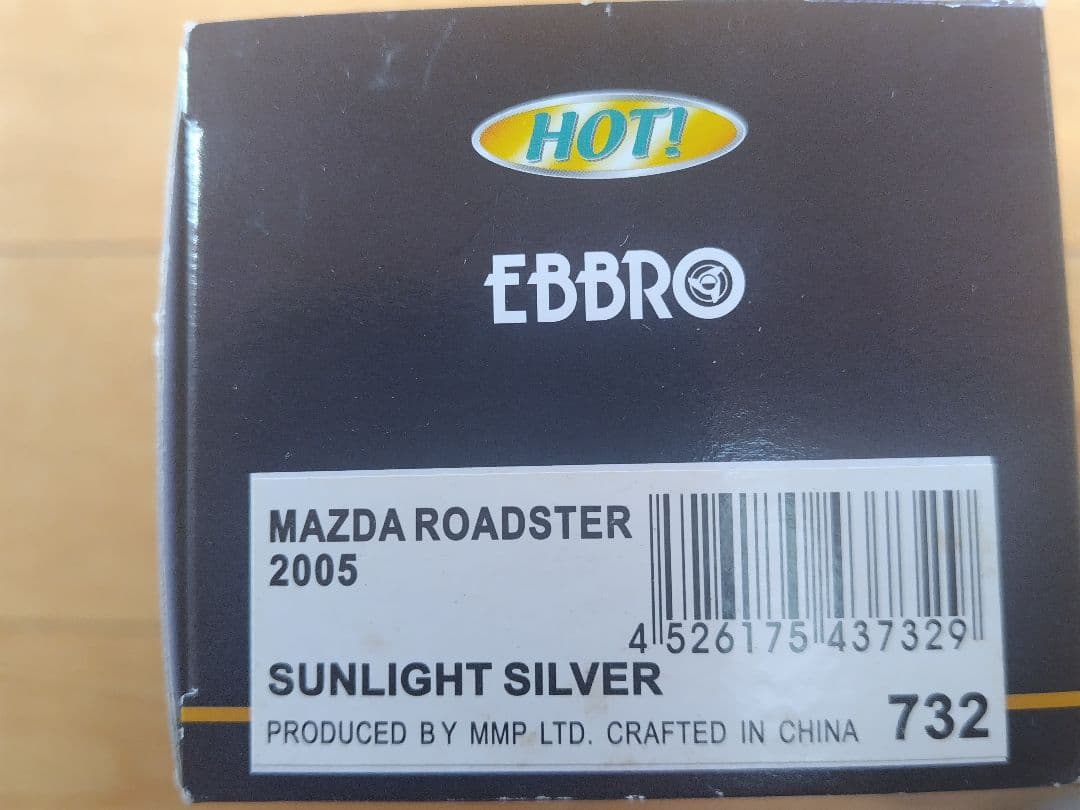 HOT!
EBBRO
MAZDA ROADSTER
2005
4 526175 437329
SUNLIGHT SILVER
PRODUCED BY MMP LTD. CRAFTED IN CHINA
732